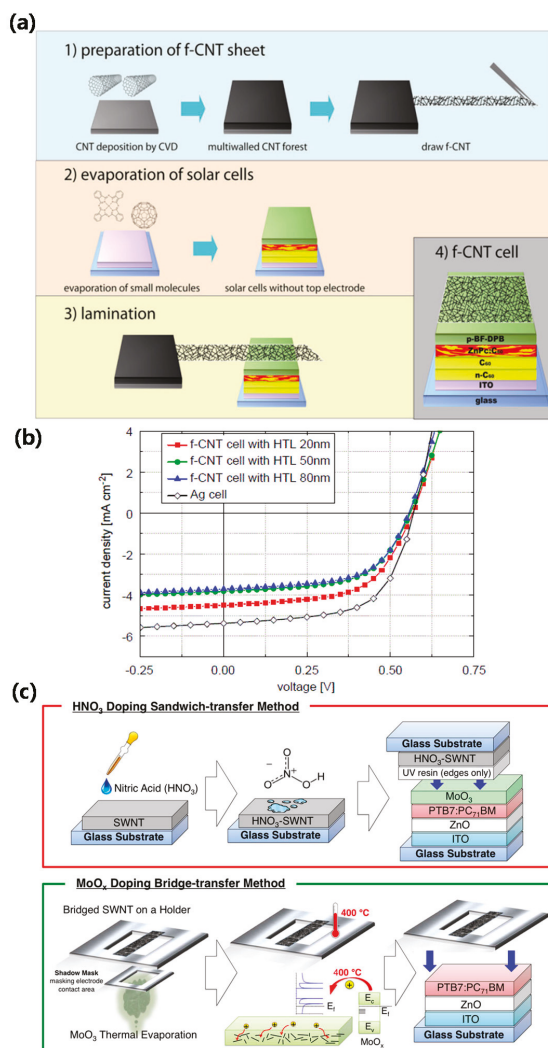 (a)
1) preparation of f-CNT sheet
CNT deposition by CVD
multiwalled CNT forest
draw f-CNT
2) evaporation of solar cells
evaporation of small molecules
solar cells without top electrode
3) lamination
4) f-CNT cell
p-BF-DPB
ZnPc:C₆₀
C₆₀
n-C₆₀
ITO
glass
(b)
f-CNT cell with HTL 20nm
f-CNT cell with HTL 50nm
f-CNT cell with HTL 80nm
Ag cell
current density [mA cm⁻²]
4
2
0
-2
-4
-6
-0.25
0.00
0.25
0.50
0.75
voltage [V]
(c)
HNO₃ Doping Sandwich-transfer Method
Nitric Acid (HNO₃)
SWNT
Glass Substrate
O
−
N
+
O
O
H
HNO₃-SWNT
Glass Substrate
Glass Substrate
HNO₃-SWNT
UV resin (edges only)
MoO₃
PTB7:PC₇₁BM
ZnO
ITO
Glass Substrate
MoOₓ Doping Bridge-transfer Method
Bridged SWNT on a Holder
Shadow Mask
masking electrode
contact area
MoO₃ Thermal Evaporation
400 °C
400 °C
+
E_f
E_c
E_f
E_v
MoOₓ
PTB7:PC₇₁BM
ZnO
ITO
Glass Substrate